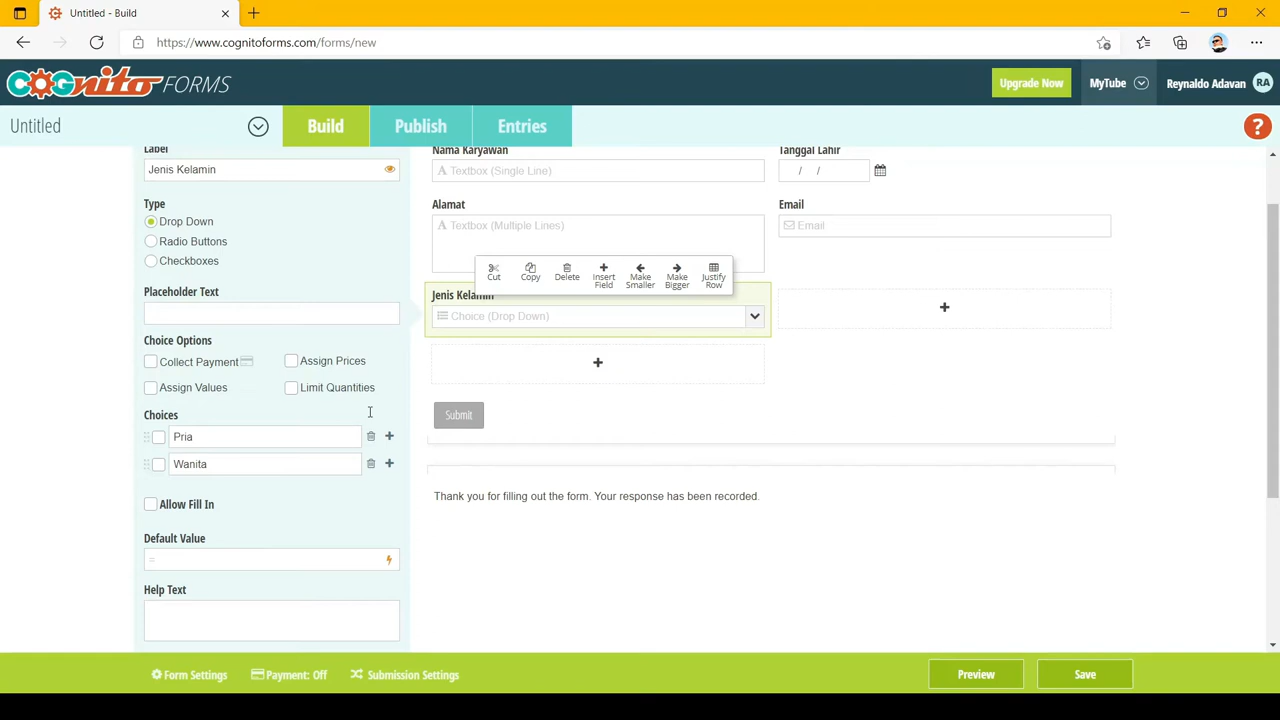 Untitled - Build
https://www.cognitoforms.com/forms/new
COGNITO FORMS
Upgrade Now
MyTube
Reynaldo Adavan
RA
Untitled
Build
Publish
Entries
?
Label
Jenis Kelamin
Type
Drop Down
Radio Buttons
Checkboxes
Placeholder Text
Choice Options
Collect Payment
Assign Prices
Assign Values
Limit Quantities
Choices
Pria
Wanita
Allow Fill In
Default Value
=
Help Text
Nama Karyawan
Textbox (Single Line)
Tanggal Lahir
/ /
Alamat
Textbox (Multiple Lines)
Email
Email
Cut
Copy
Delete
Insert Field
Make Smaller
Make Bigger
Justify Row
Jenis Kelamin
Choice (Drop Down)
Submit
Thank you for filling out the form. Your response has been recorded.
Form Settings
Payment: Off
Submission Settings
Preview
Save